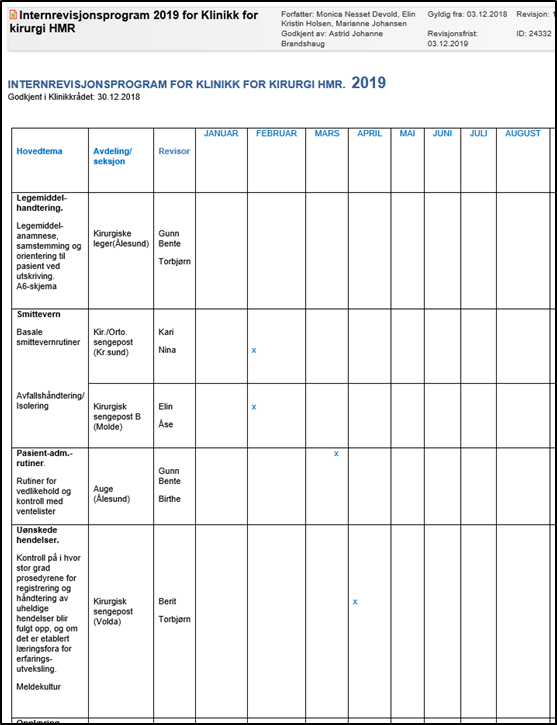 Internrevisjonsprogram 2019 for Klinikk for
kirurgi HMR
Forfatter: Monica Nesset Devold, Elin
Kristin Holsen, Marianne Johansen
Godkjent av: Astrid Johanne
Brandshaug
Gyldig fra: 03.12.2018
Revisjonsfrist:
03.12.2019
Revisjon: 1
ID: 24332
INTERNREVISJONSPROGRAM FOR KLINIKK FOR KIRURGI HMR. 2019
Godkjent i Klinikkrådet: 30.12.2018
Hovedtema
Avdeling/
seksjon
Revisor
JANUAR
FEBRUAR
MARS
APRIL
MAI
JUNI
JULI
AUGUST
Legemiddel-
handtering.
Legemiddel-
anamnese,
samstemming og
orientering til
pasient ved
utskriving.
A6-skjema
Kirurgiske
leger(Ålesund)
Gunn
Bente
Torbjørn
Smittevern
Basale
smittevernrutiner
Kir./Orto.
sengepost
(Kr.sund)
Kari
Nina
x
Avfallshåndtering/
Isolering
Kirurgisk
sengepost B
(Molde)
Elin
Åse
x
Pasient-adm.-
rutiner.
Rutiner for
vedlikehold og
kontroll med
ventelister
Auge
(Ålesund)
Gunn
Bente
Birthe
x
Uønskede
hendelser.
Kontroll på i hvor
stor grad
prosedyrene for
registrering og
håndtering av
uheldige
hendelser blir
fulgt opp, og om
det er etablert
læringsfora for
erfarings-
utveksling.
Meldekultur
Kirurgisk
sengepost
(Volda)
Berit
Torbjørn
x